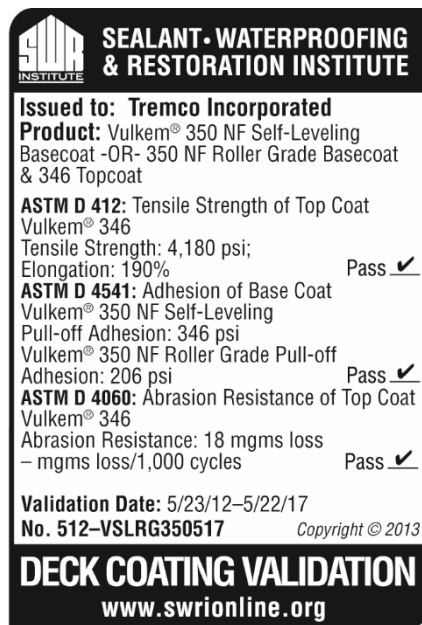 SWR
INSTITUTE
SEALANT • WATERPROOFING
& RESTORATION INSTITUTE
Issued to: Tremco Incorporated
Product: Vulkem® 350 NF Self-Leveling
Basecoat -OR- 350 NF Roller Grade Basecoat
& 346 Topcoat
ASTM D 412: Tensile Strength of Top Coat
Vulkem® 346
Tensile Strength: 4,180 psi;
Elongation: 190% Pass ✔
ASTM D 4541: Adhesion of Base Coat
Vulkem® 350 NF Self-Leveling
Pull-off Adhesion: 346 psi
Vulkem® 350 NF Roller Grade Pull-off
Adhesion: 206 psi Pass ✔
ASTM D 4060: Abrasion Resistance of Top Coat
Vulkem® 346
Abrasion Resistance: 18 mgms loss
– mgms loss/1,000 cycles Pass ✔
Validation Date: 5/23/12–5/22/17
No. 512–VSLRG350517 Copyright © 2013
DECK COATING VALIDATION
www.swrionline.org